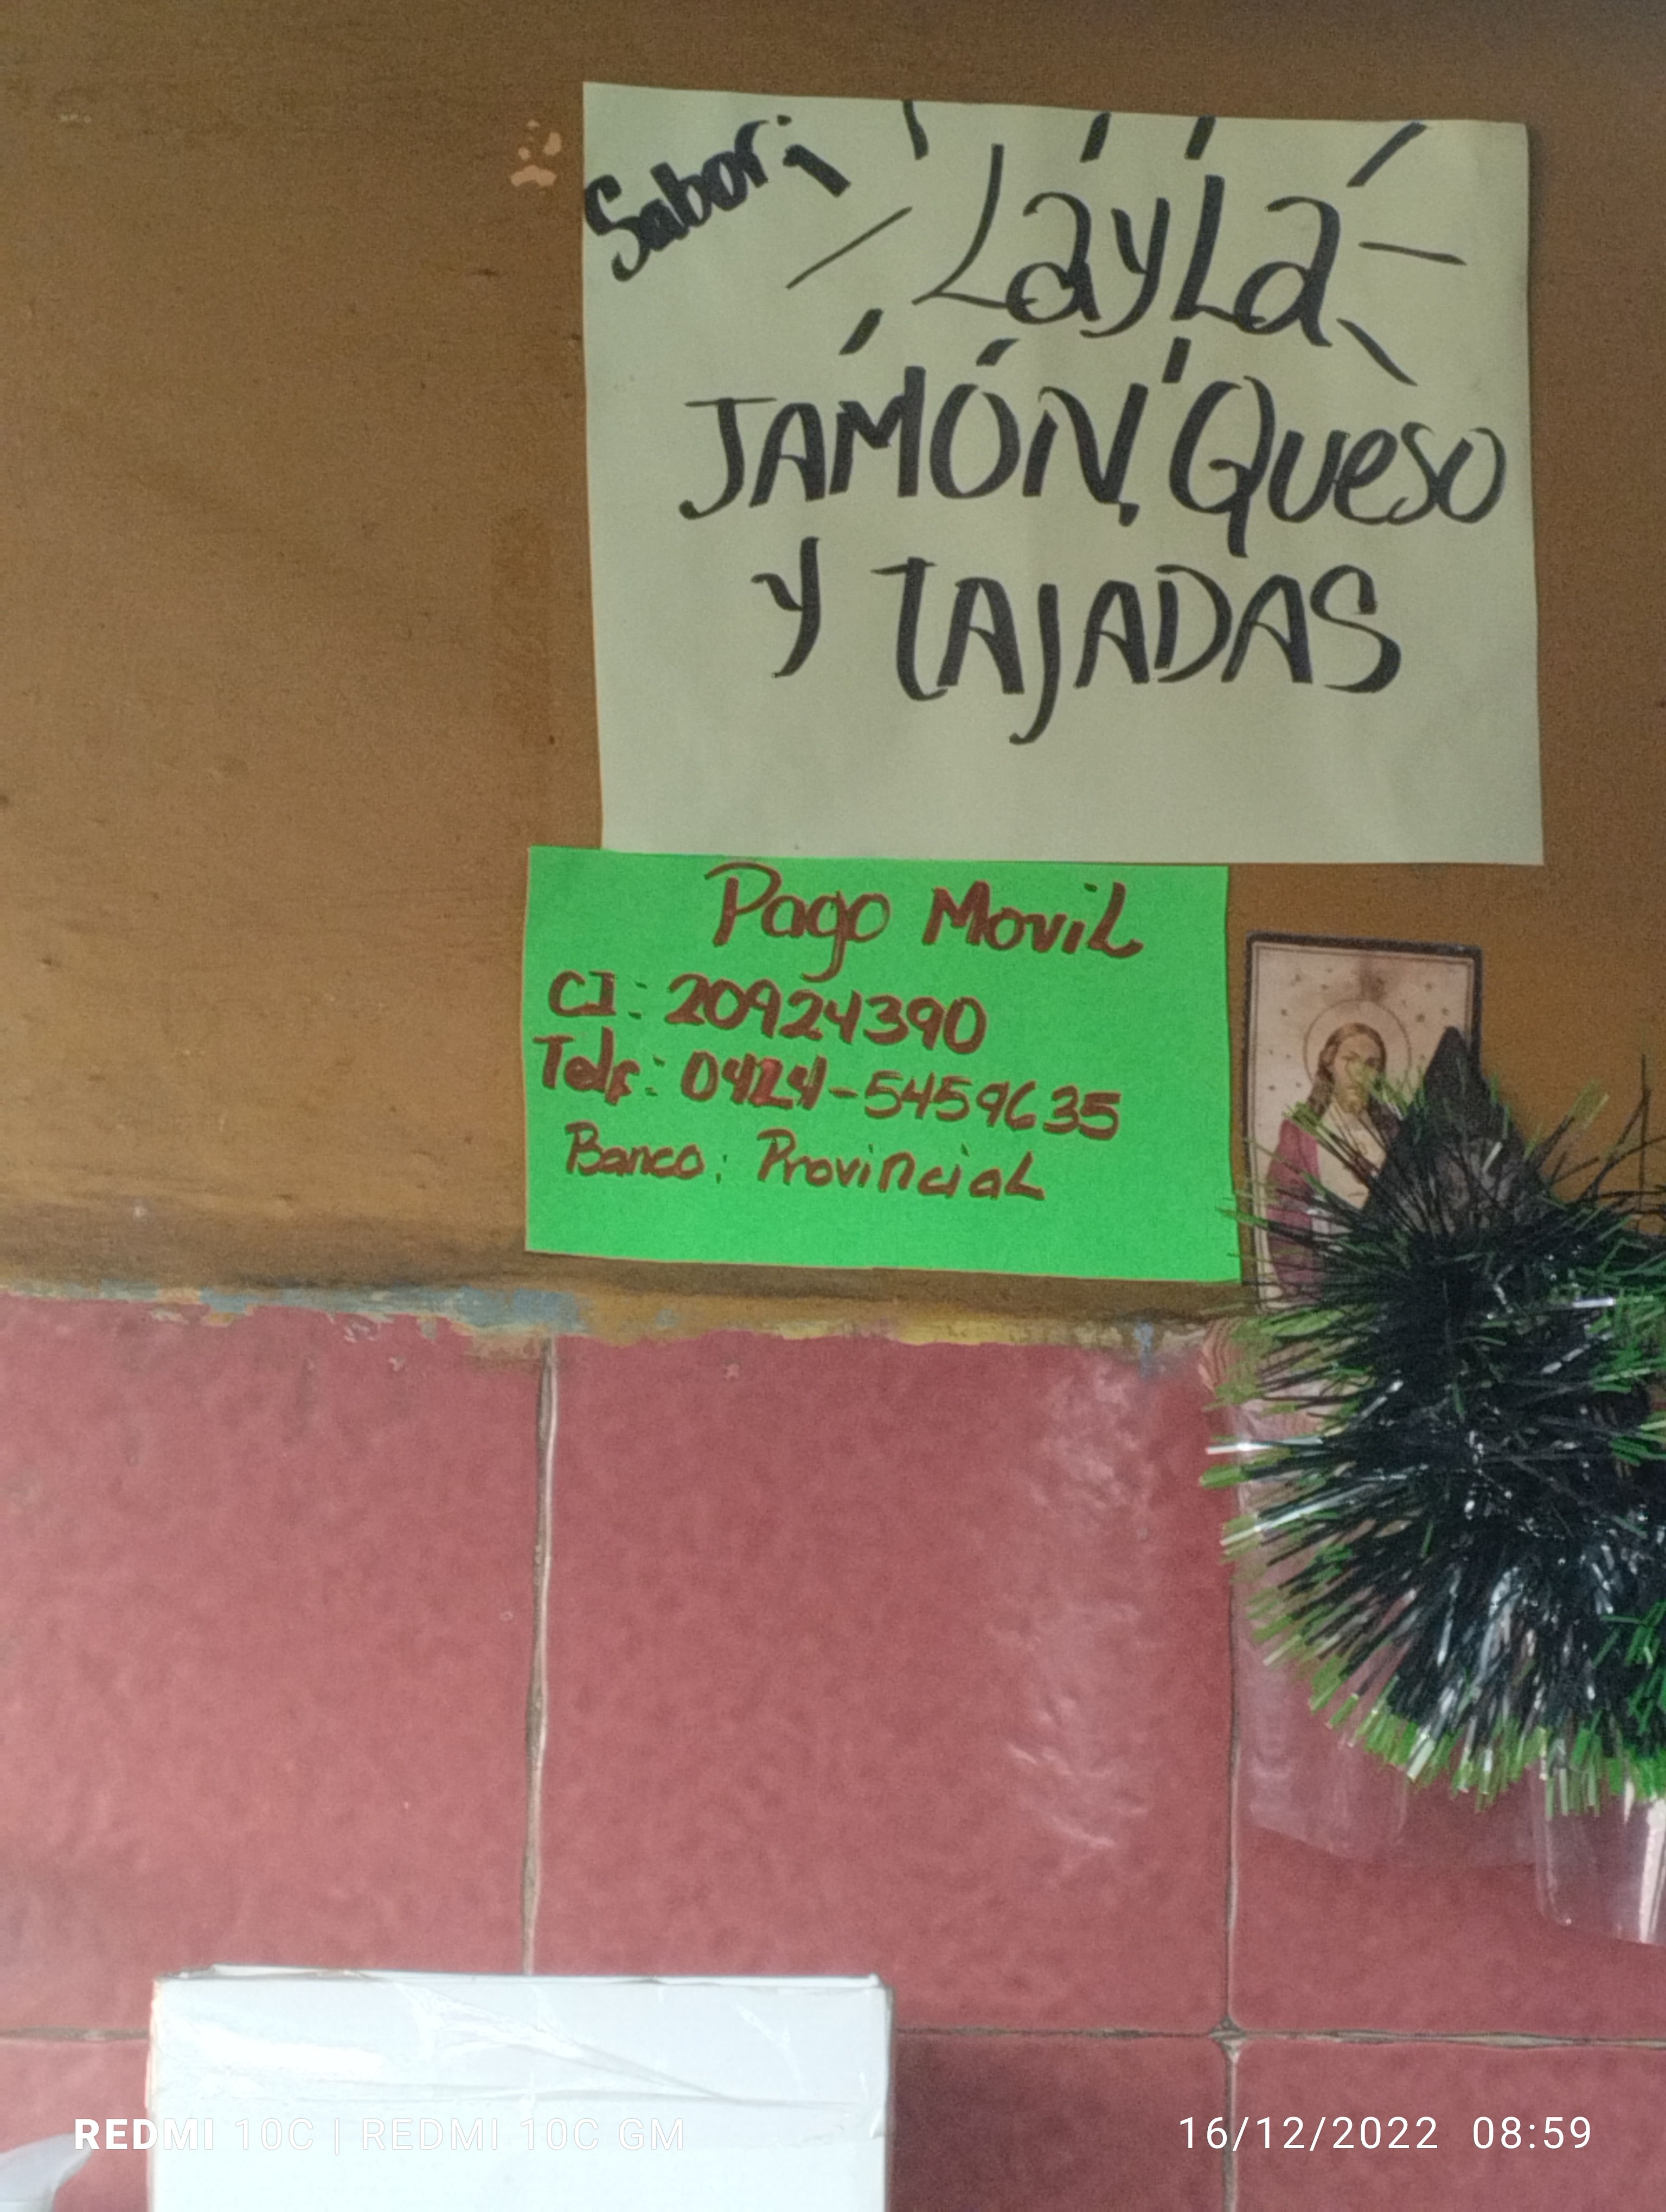 Sabor:
LayLa
JAMÓN, Queso
y tAJADAS
Pago MoviL
CI: 20924390
Telf: 0424-5459635
Banco: ProvinciaL
REDMI 10C | REDMI 10C GM
16/12/2022 08:59